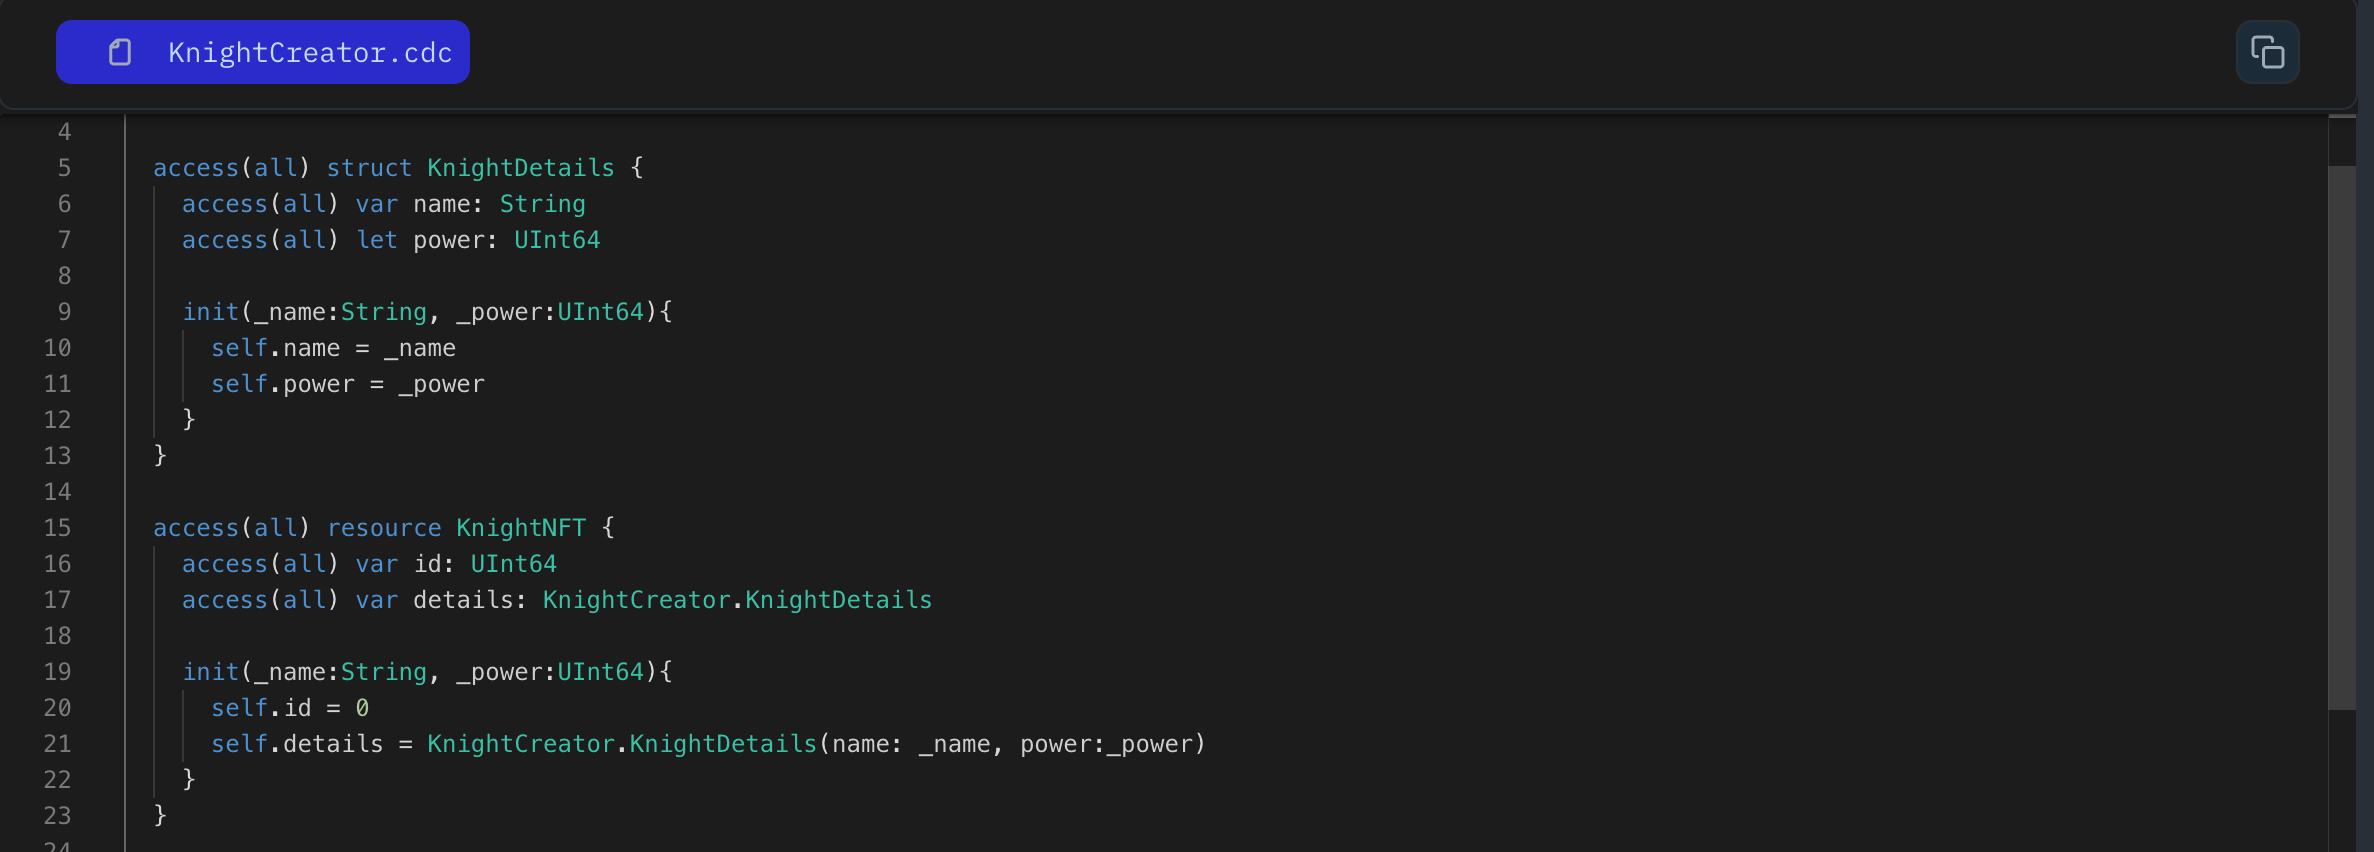 KnightCreator.cdc
4
5 access(all) struct KnightDetails {
6 access(all) var name: String
7 access(all) let power: UInt64
8
9 init(_name:String, _power:UInt64){
10 self.name = _name
11 self.power = _power
12 }
13 }
14
15 access(all) resource KnightNFT {
16 access(all) var id: UInt64
17 access(all) var details: KnightCreator.KnightDetails
18
19 init(_name:String, _power:UInt64){
20 self.id = 0
21 self.details = KnightCreator.KnightDetails(name: _name, power:_power)
22 }
23 }
24